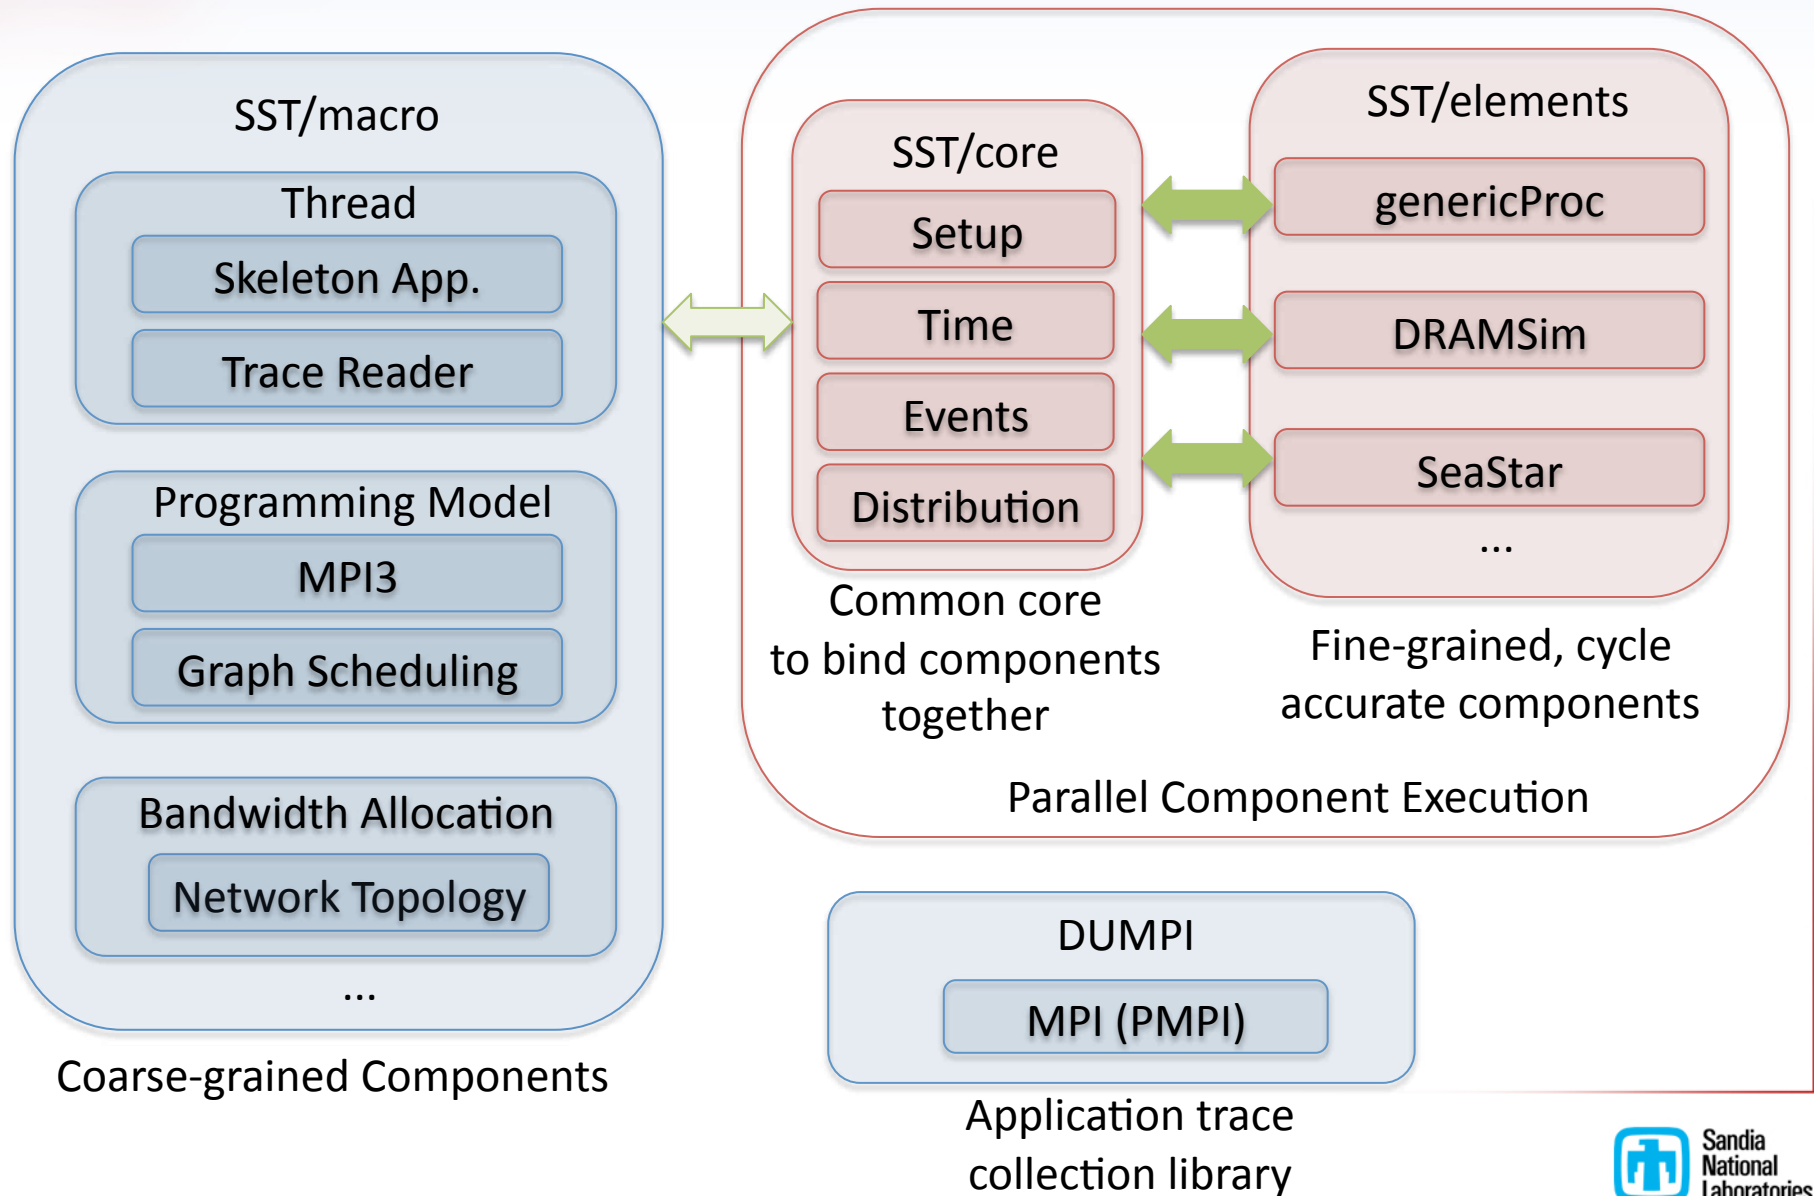 SST/macro
Thread
Skeleton App.
Trace Reader
Programming Model
MPI3
Graph Scheduling
Bandwidth Allocation
Network Topology
...
Coarse-grained Components
SST/core
Setup
Time
Events
Distribution
Common core
to bind components
together
SST/elements
genericProc
DRAMSim
SeaStar
...
Fine-grained, cycle
accurate components
Parallel Component Execution
DUMPI
MPI (PMPI)
Application trace
collection library
Sandia
National
Laboratories